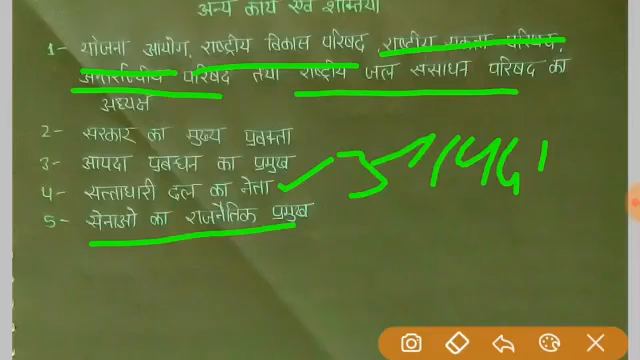 अन्य कार्य एवं शक्तियाँ
1- योजना आयोग, राष्ट्रीय विकास परिषद, राष्ट्रीय एकता परिषद,
अन्तर्राज्यीय परिषद तथा राष्ट्रीय जल संसाधन परिषद का
अध्यक्ष
2- सरकार का मुख्य प्रवक्ता
3- आपदा प्रबंधन का प्रमुख
4- सत्ताधारी दल का नेता
5- सेनाओ का राजनैतिक प्रमुख